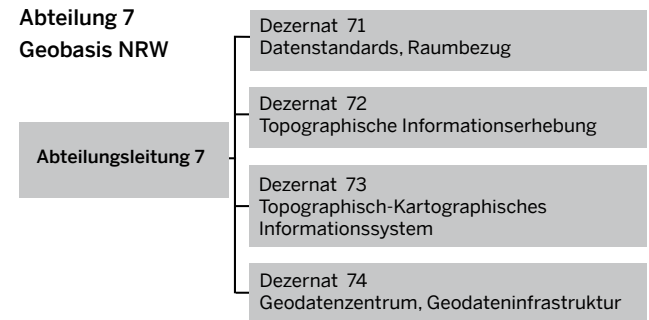 Abteilung 7
Geobasis NRW
Abteilungsleitung 7
Dezernat 71
Datenstandards, Raumbezug
Dezernat 72
Topographische Informationserhebung
Dezernat 73
Topographisch-Kartographisches
Informationssystem
Dezernat 74
Geodatenzentrum, Geodateninfrastruktur